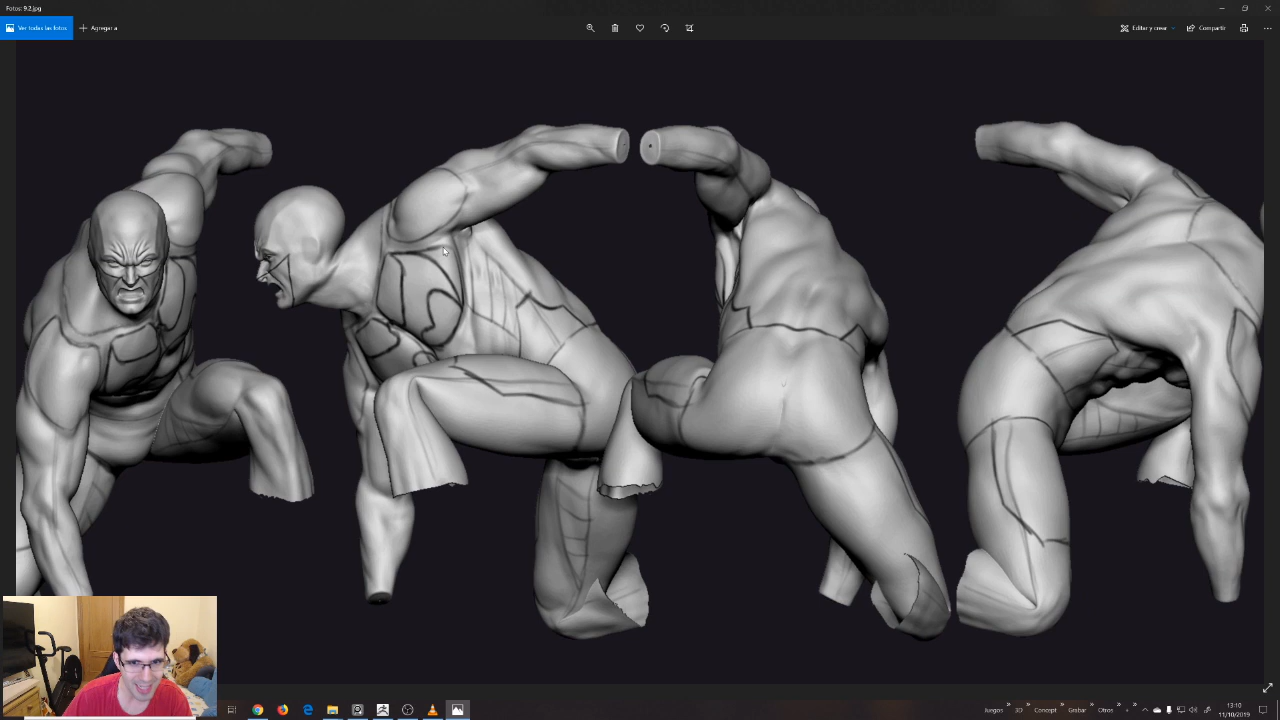 Fotos: 9.2.jpg
Ver todas las fotos
Agregar a
Editar y crear
Compartir
Juegos
3D
Concept
Grabar
Otros
13:10
11/10/2019